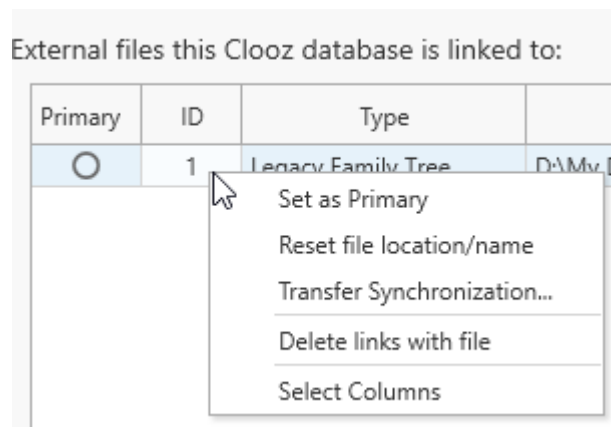 External files this Clooz database is linked to:
Primary ID Type
1 Legacy Family Tree D:\My
Set as Primary
Reset file location/name
Transfer Synchronization...
Delete links with file
Select Columns